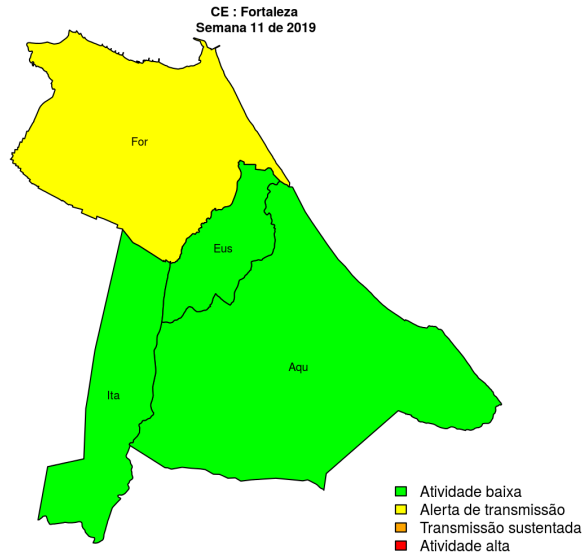 CE : Fortaleza
Semana 11 de 2019
For
Eus
Aqu
Ita
Atividade baixa
Alerta de transmissão
Transmissão sustentada
Atividade alta